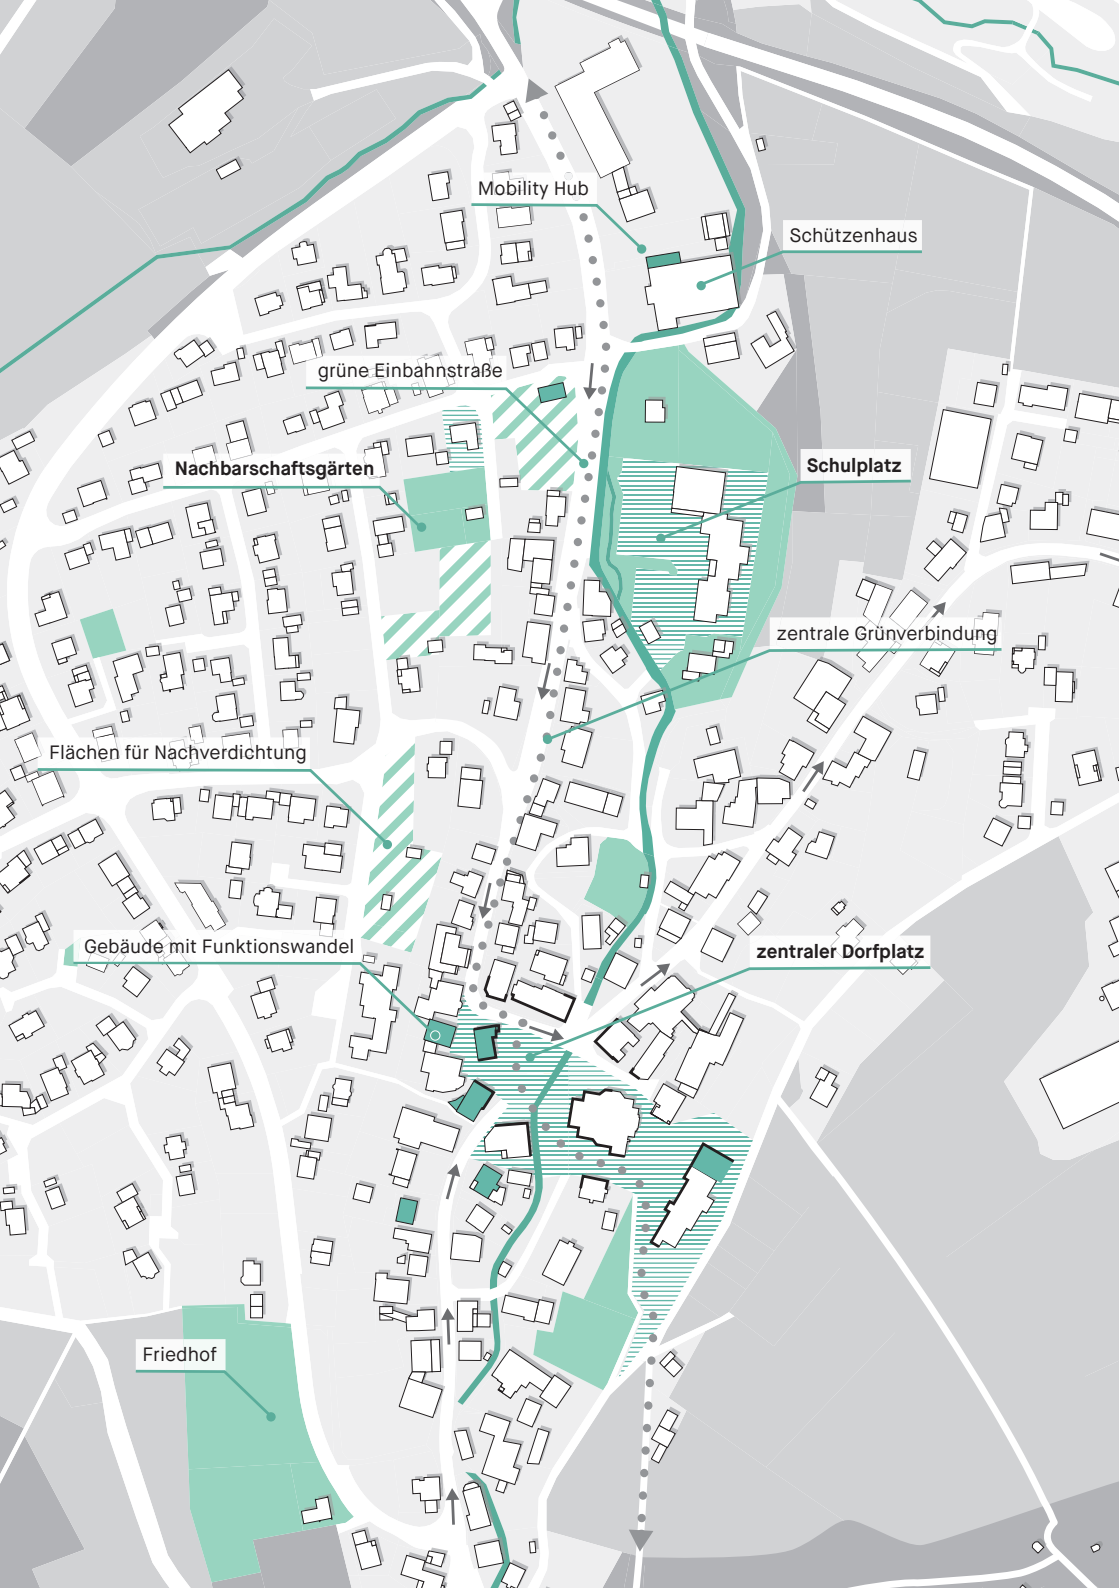 Mobility Hub
Schützenhaus
grüne Einbahnstraße
Nachbarschaftsgärten
Schulplatz
zentrale Grünverbindung
Flächen für Nachverdichtung
Gebäude mit Funktionswandel
zentraler Dorfplatz
Friedhof